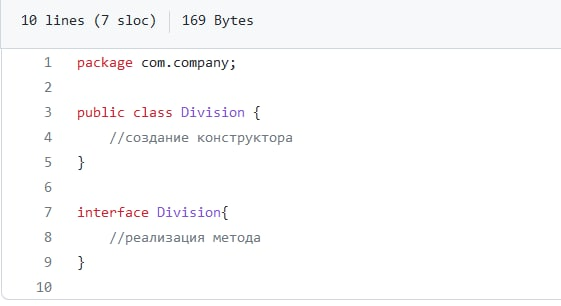 10 lines (7 sloc) 169 Bytes
1 package com.company;
2
3 public class Division {
4     //создание конструктора
5 }
6
7 interface Division{
8     //реализация метода
9 }
10